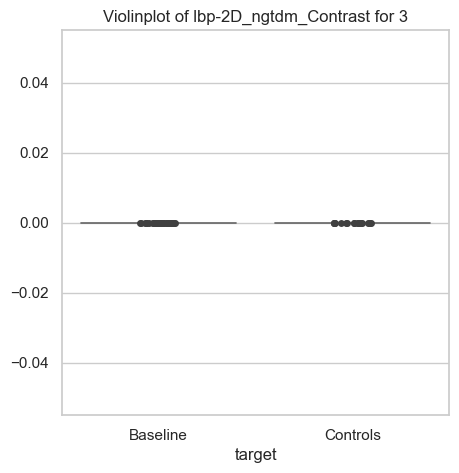 Violinplot of lbp-2D_ngtdm_Contrast for 3
0.04
0.02
0.00
−0.02
−0.04
Baseline
Controls
target